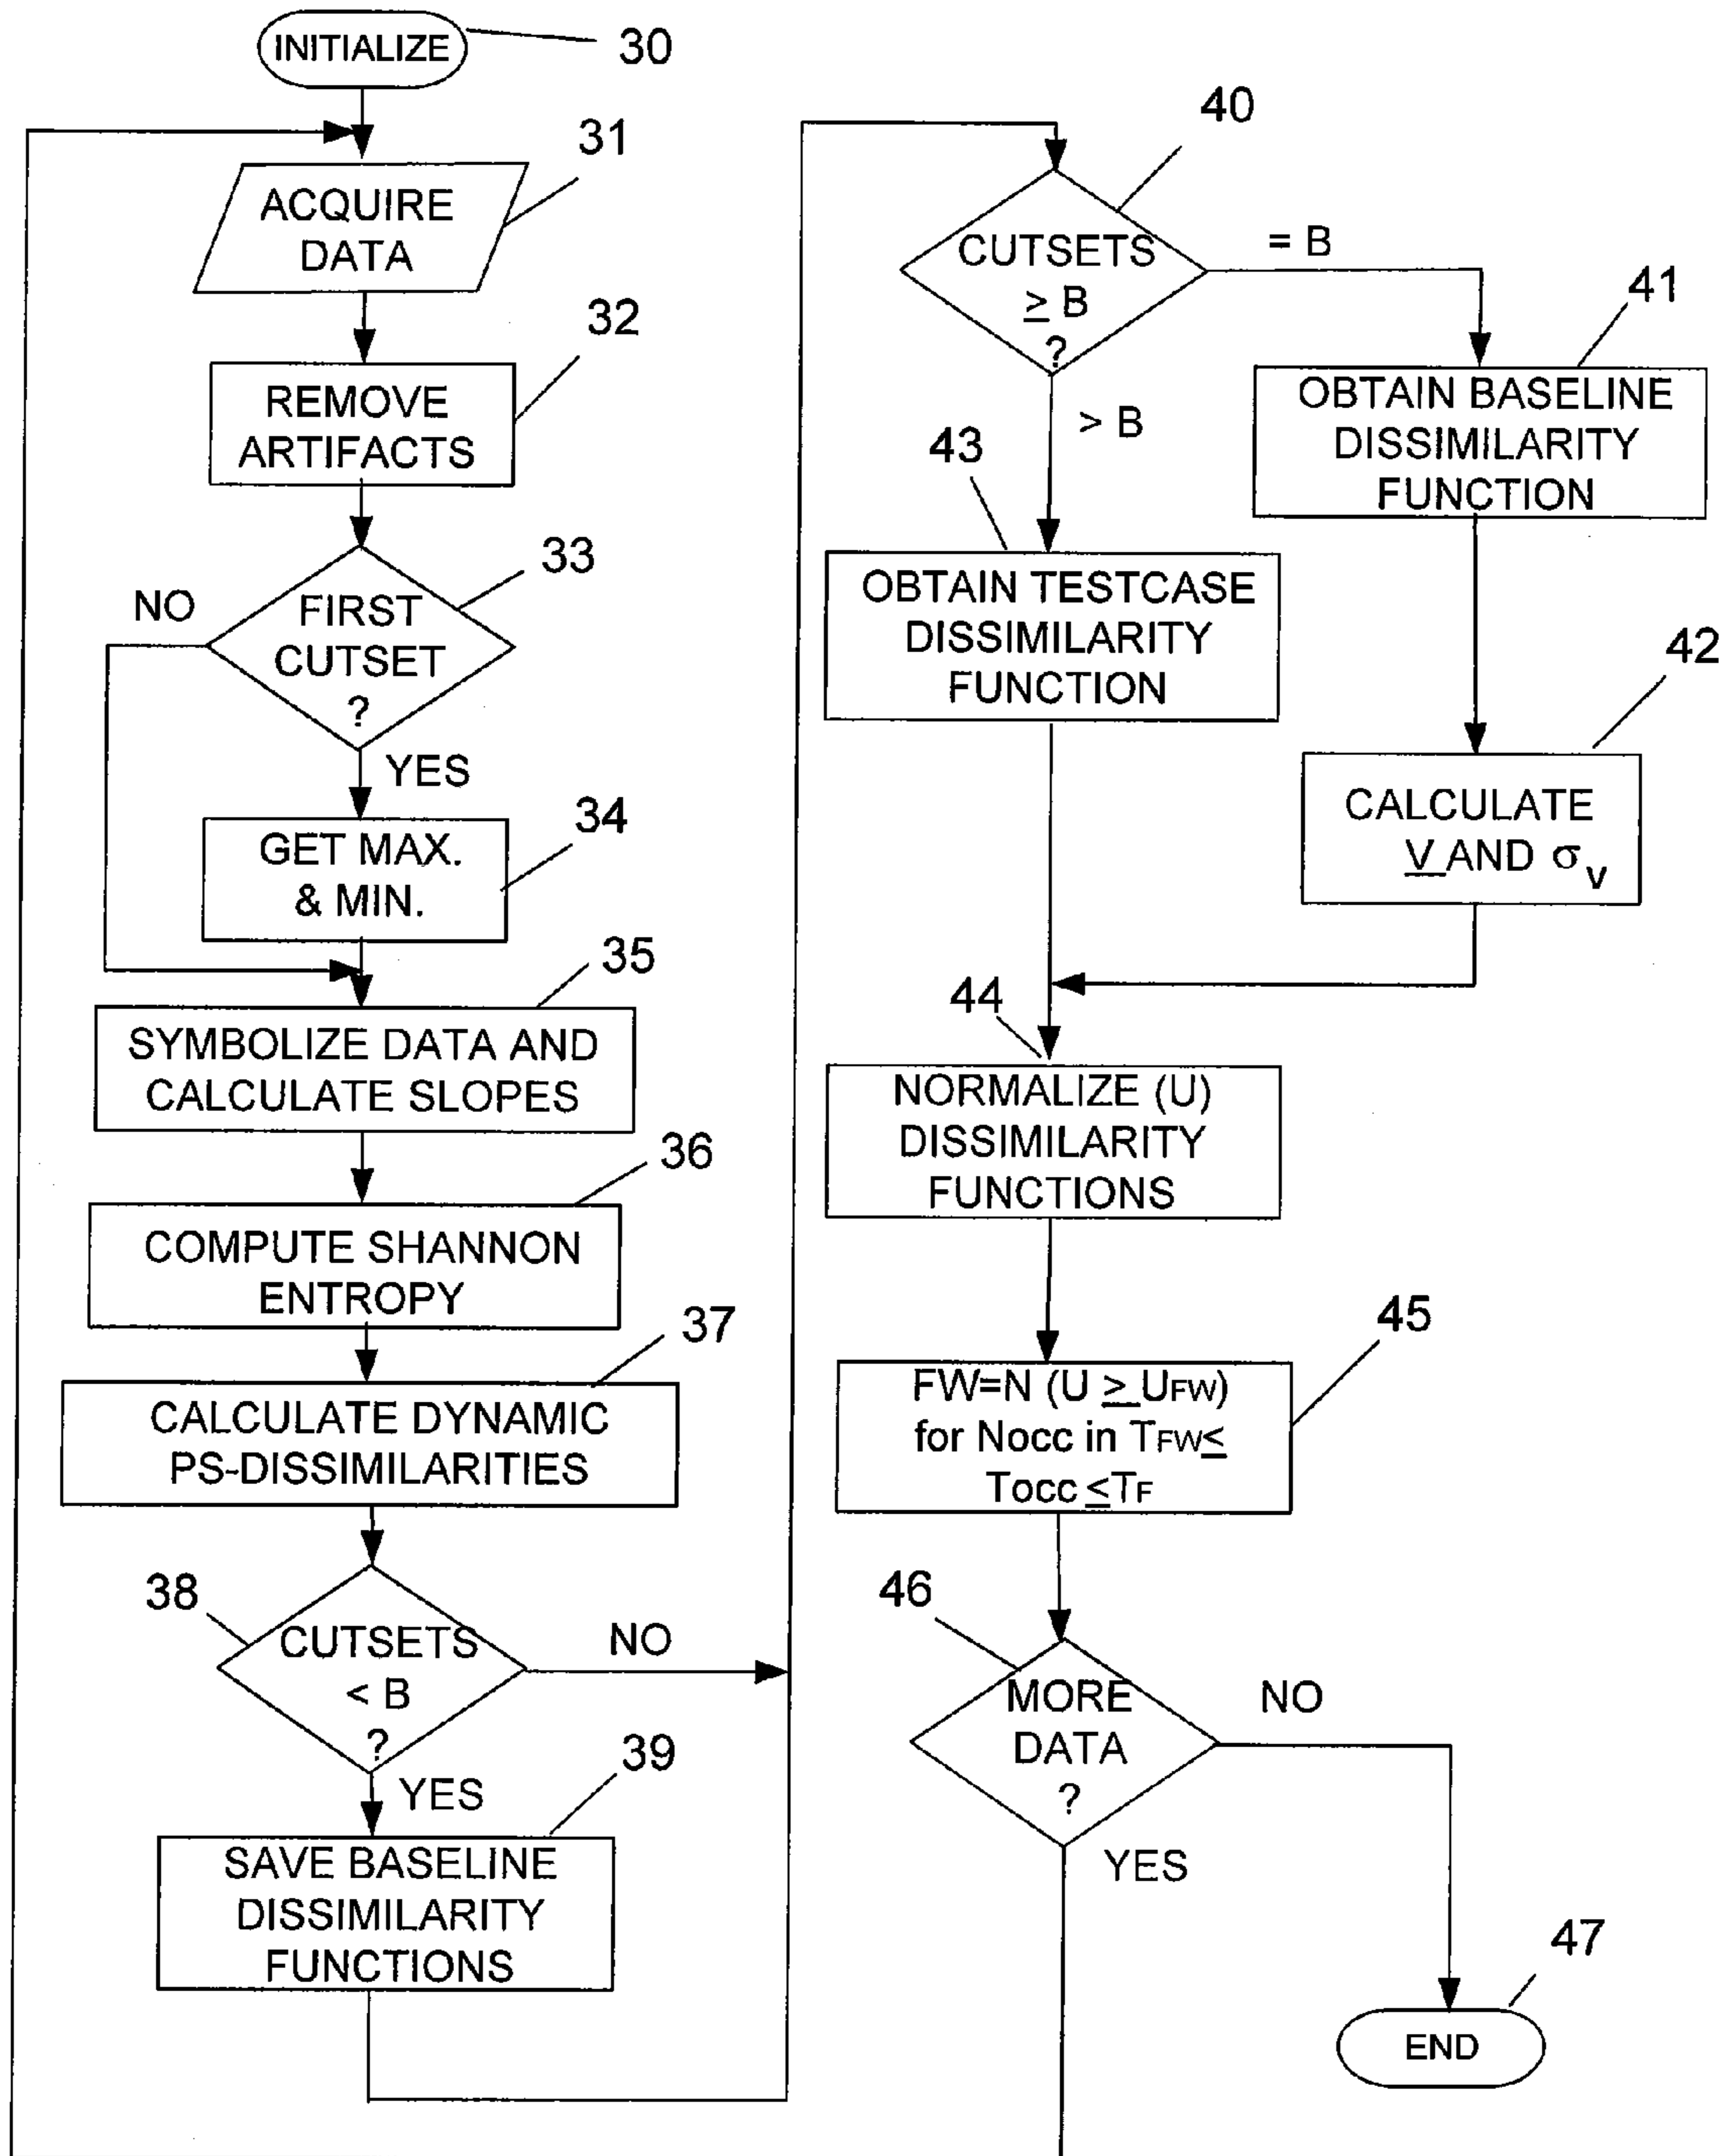 INITIALIZE
30
31
ACQUIRE
DATA
32
REMOVE
ARTIFACTS
33
NO
FIRST
CUTSET
?
YES
34
GET MAX.
& MIN.
35
SYMBOLIZE DATA AND
CALCULATE SLOPES
36
COMPUTE SHANNON
ENTROPY
37
CALCULATE DYNAMIC
PS-DISSIMILARITIES
38
CUTSETS
< B
?
NO
YES
39
SAVE BASELINE
DISSIMILARITY
FUNCTIONS
40
CUTSETS
≥ B
?
= B
> B
41
OBTAIN BASELINE
DISSIMILARITY
FUNCTION
42
CALCULATE
V AND σv
43
OBTAIN TESTCASE
DISSIMILARITY
FUNCTION
44
NORMALIZE (U)
DISSIMILARITY
FUNCTIONS
45
FW=N (U ≥ UFW)
for Nocc in TFW≤
Tocc ≤TF
46
MORE
DATA
?
NO
YES
47
END